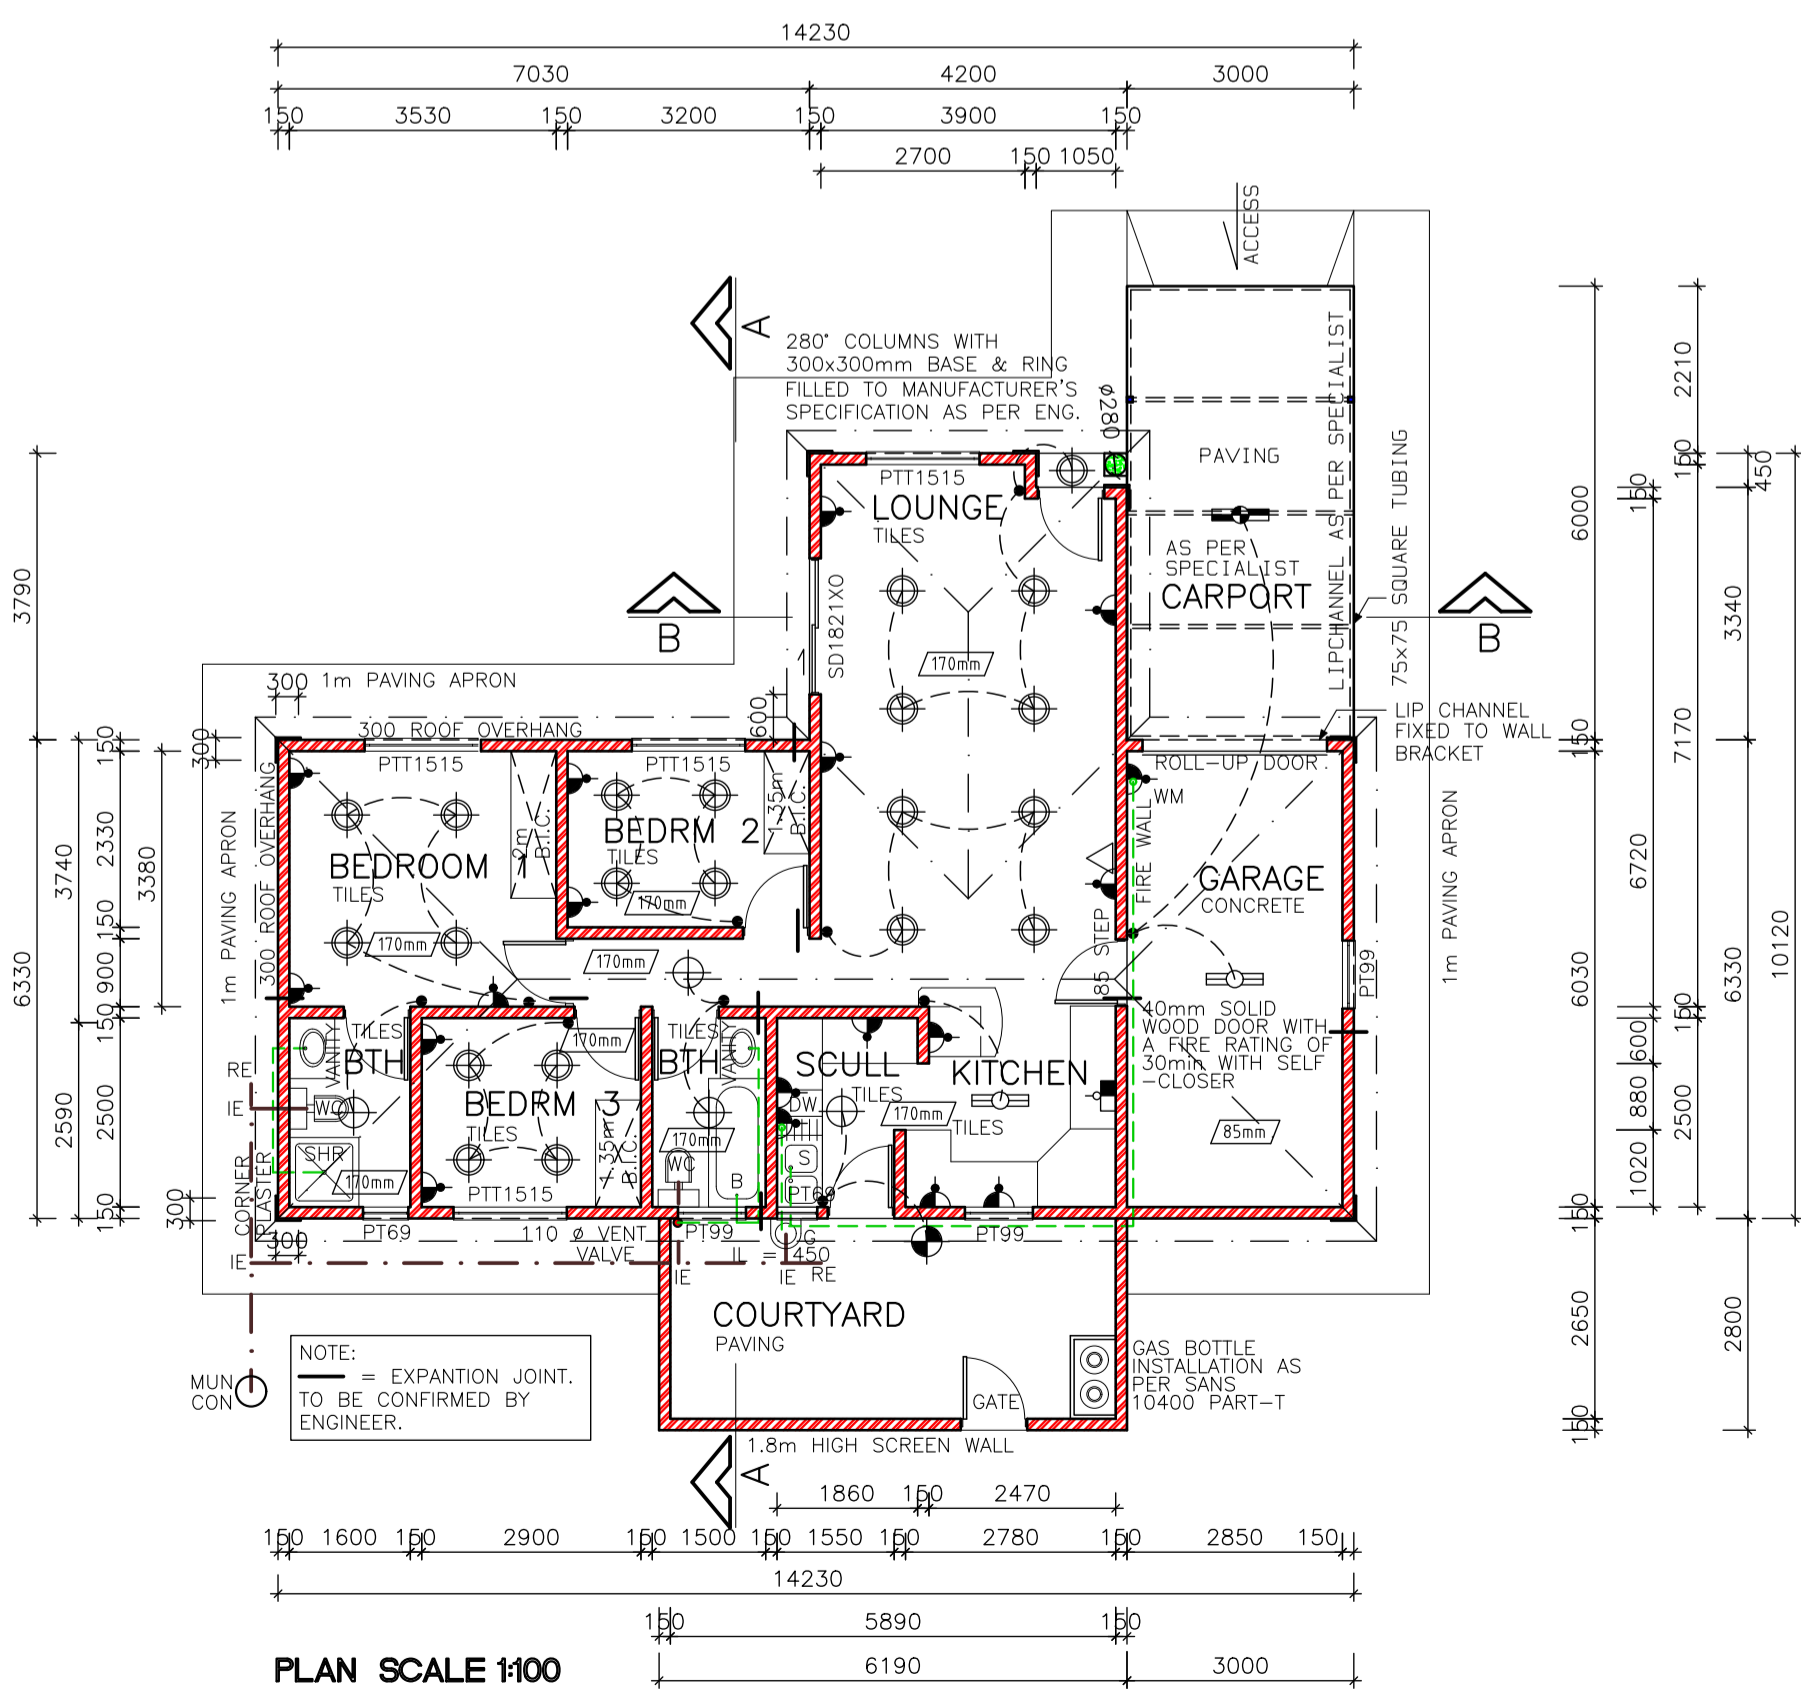 14230
7030 4200 3000
150 3530 150 3200 150 3900 150
2700 150 1050
ACCESS
A
280° COLUMNS WITH
300x300mm BASE & RING
FILLED TO MANUFACTURER'S
SPECIFICATION AS PER ENG.
ø280
PAVING
LIPCHANNEL AS PER SPECIALIST
75x75 SQUARE TUBING
PTT1515
LOUNGE
TILES
AS PER
SPECIALIST
CARPORT
B
B
SD1821XO
170mm
600
300
1m PAVING APRON
300 ROOF OVERHANG
300
LIP CHANNEL
FIXED TO WALL
BRACKET
PTT1515
PTT1515
ROLL-UP DOOR
WM
FIRE WALL
1m PAVING APRON
300 ROOF OVERHANG
1m PAVING APRON
1.2m
B.I.C.
BEDROOM
TILES
170mm
BEDRM 2
TILES
1.35m
B.I.C.
170mm
170mm
GARAGE
CONCRETE
85 STEP
PT99
40mm SOLID
WOOD DOOR WITH
A FIRE RATING OF
30min WITH SELF
-CLOSER
85mm
TILES
BTH
VANITY
WC
SHR
170mm
170mm
BEDRM 3
TILES
1.35m
B.I.C.
PTT1515
TILES
BTH
VANITY
170mm
WC
B
SCULL
TILES
DW
S
PT69
KITCHEN
170mm
TILES
RE
IE
CORNER
PLASTER
300
300
IE
PT69
110 ø VENT
VALVE
PT99
IL = 450
G
IE
IE
RE
PT99
COURTYARD
PAVING
GATE
GAS BOTTLE
INSTALLATION AS
PER SANS
10400 PART-T
MUN
CON
NOTE:
= EXPANTION JOINT.
TO BE CONFIRMED BY
ENGINEER.
1.8m HIGH SCREEN WALL
A
3790
6330
3740
2590
150
2330
150
900
150
2500
150
3380
6000
150
6030
150
2650
150
150
6720
600
880
1020
2210
150
7170
150
2500
450
3340
6330
2800
10120
1860 150 2470
150 1600 150 2900 150 1500 150 1550 150 2780 150 2850 150
14230
150 5890 150
6190 3000
PLAN SCALE 1:100